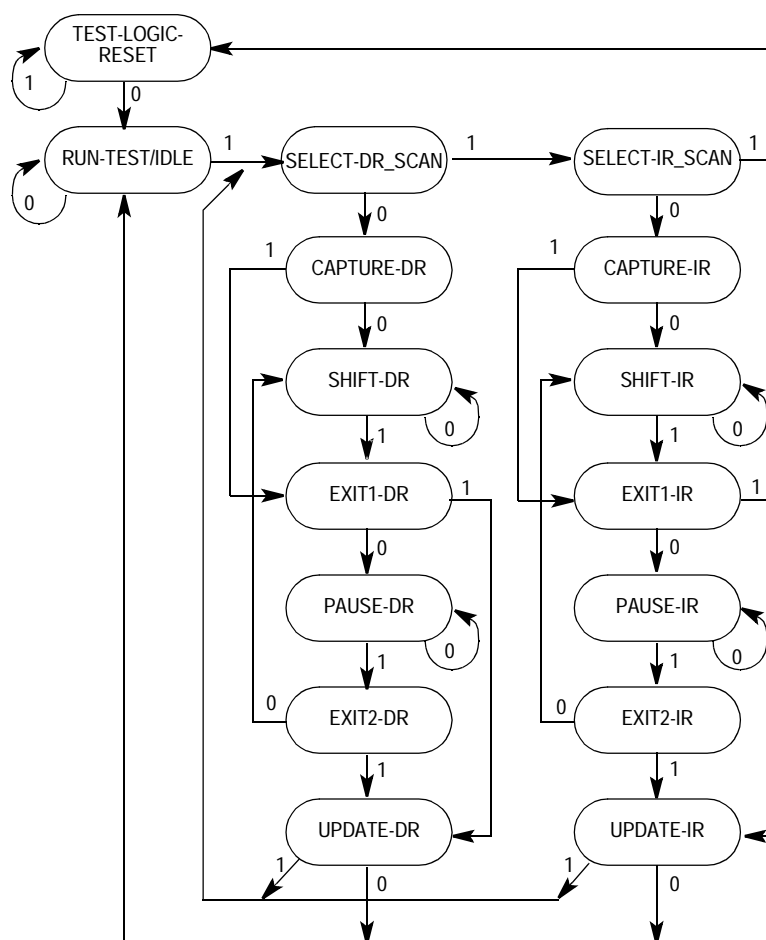 TEST-LOGIC-
RESET
1
0
RUN-TEST/IDLE
1
SELECT-DR_SCAN
1
SELECT-IR_SCAN
1
0
0
0
1
CAPTURE-DR
1
CAPTURE-IR
0
0
SHIFT-DR
0
SHIFT-IR
0
1
1
EXIT1-DR
1
EXIT1-IR
1
0
0
PAUSE-DR
0
PAUSE-IR
0
1
1
0
EXIT2-DR
0
EXIT2-IR
1
1
UPDATE-DR
UPDATE-IR
1
0
1
0